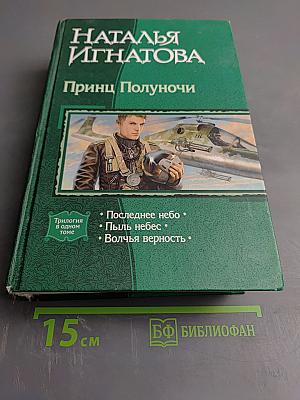 НАТАЛЬЯ
ИГНАТОВА
Принц Полуночи
Трилогия
в одном
томе
• Последнее небо •
• Пыль небес •
• Волчья верность •
15 см
БФ БИБЛИОФАН